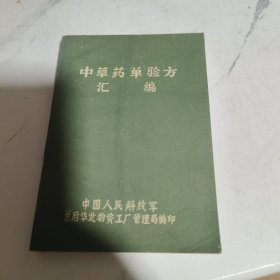 中草药单验方
汇编
中国人民解放军
总后华北物资工厂管理局编印